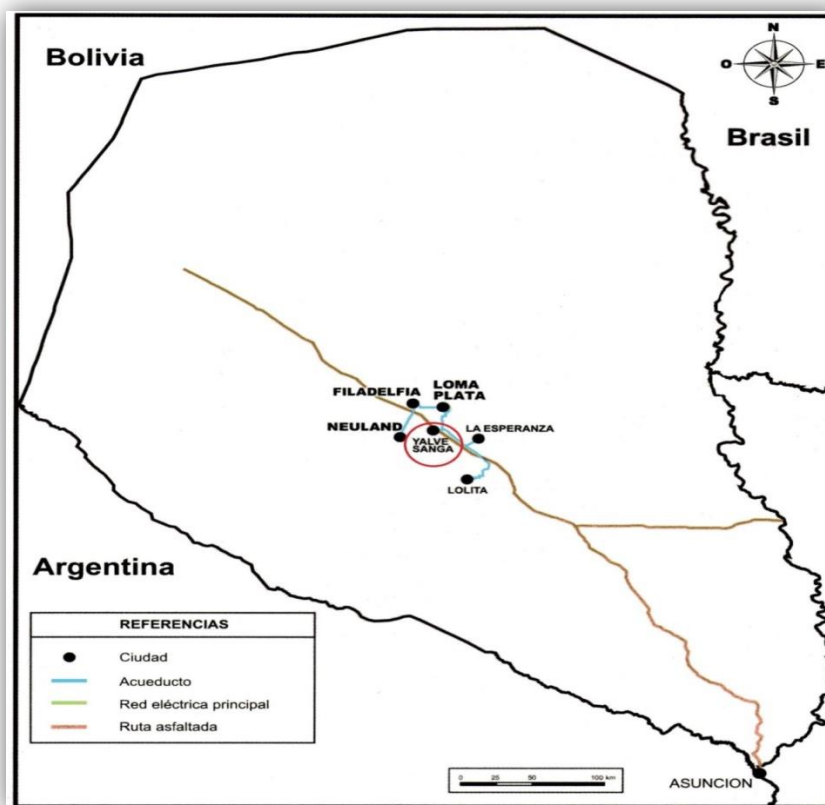 Bolivia
N
O
E
S
Brasil
FILADELFIA
LOMA
PLATA
NEULAND
YALVE
SANGA
LA ESPERANZA
LOLITA
Argentina
REFERENCIAS
Ciudad
Acueducto
Red eléctrica principal
Ruta asfaltada
0 25 50 100 km
ASUNCION